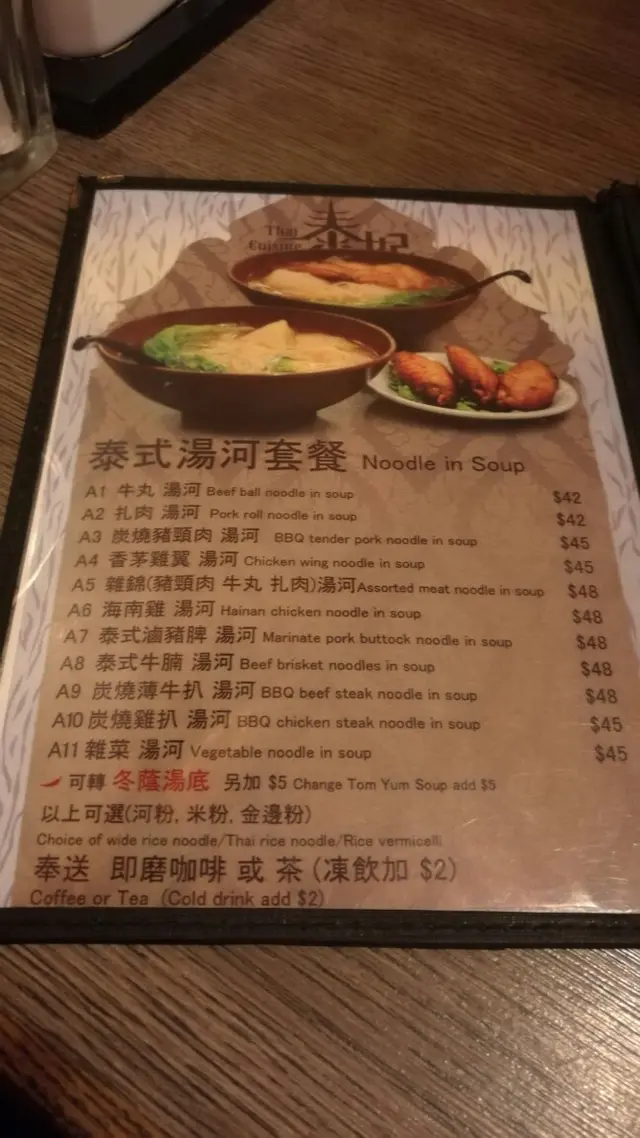 Thai 泰妃
Cuisine
泰式湯河套餐 Noodle in Soup
A1 牛丸 湯河 Beef ball noodle in soup $42
A2 扎肉 湯河 Pork roll noodle in soup $42
A3 炭燒豬頸肉 湯河 BBQ tender pork noodle in soup $45
A4 香茅雞翼 湯河 Chicken wing noodle in soup $45
A5 雜錦(豬頸肉 牛丸 扎肉)湯河Assorted meat noodle in soup $48
A6 海南雞 湯河 Hainan chicken noodle in soup $48
A7 泰式滷豬脾 湯河 Marinate pork buttock noodle in soup $48
A8 泰式牛腩 湯河 Beef brisket noodles in soup $48
A9 炭燒薄牛扒 湯河 BBQ beef steak noodle in soup $48
A10 炭燒雞扒 湯河 BBQ chicken steak noodle in soup $45
A11 雜菜 湯河 Vegetable noodle in soup $45
可轉 冬蔭湯底 另加 $5 Change Tom Yum Soup add $5
以上可選(河粉, 米粉, 金邊粉)
Choice of wide rice noodle/Thai rice noodle/Rice vermicelli
奉送 即磨咖啡 或 茶 (凍飲加 $2)
Coffee or Tea (Cold drink add $2)